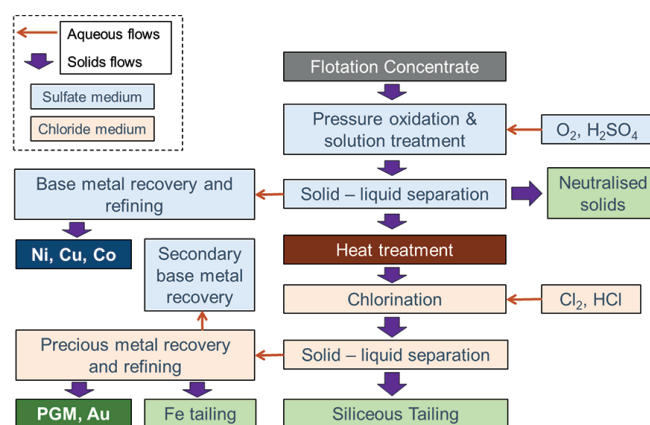 Aqueous flows
Solids flows
Sulfate medium
Chloride medium
Flotation Concentrate
Pressure oxidation &
solution treatment
O2, H2SO4
Base metal recovery and
refining
Solid – liquid separation
Neutralised
solids
Ni, Cu, Co
Secondary
base metal
recovery
Heat treatment
Chlorination
Cl2, HCl
Precious metal recovery
and refining
Solid – liquid separation
PGM, Au
Fe tailing
Siliceous Tailing